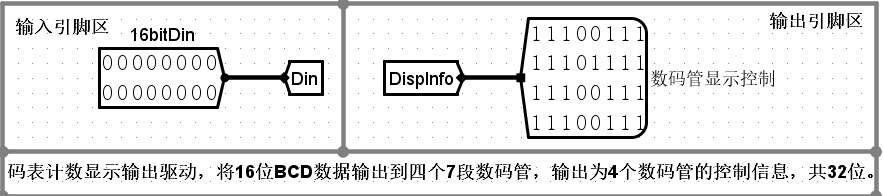 输入引脚区
输出引脚区
16bitDin
00000000
00000000
Din
DispInfo
11100111
11101111
11100111
11100111
数码管显示控制
码表计数显示输出驱动，将16位BCD数据输出到四个7段数码管，输出为4个数码管的控制信息，共32位。